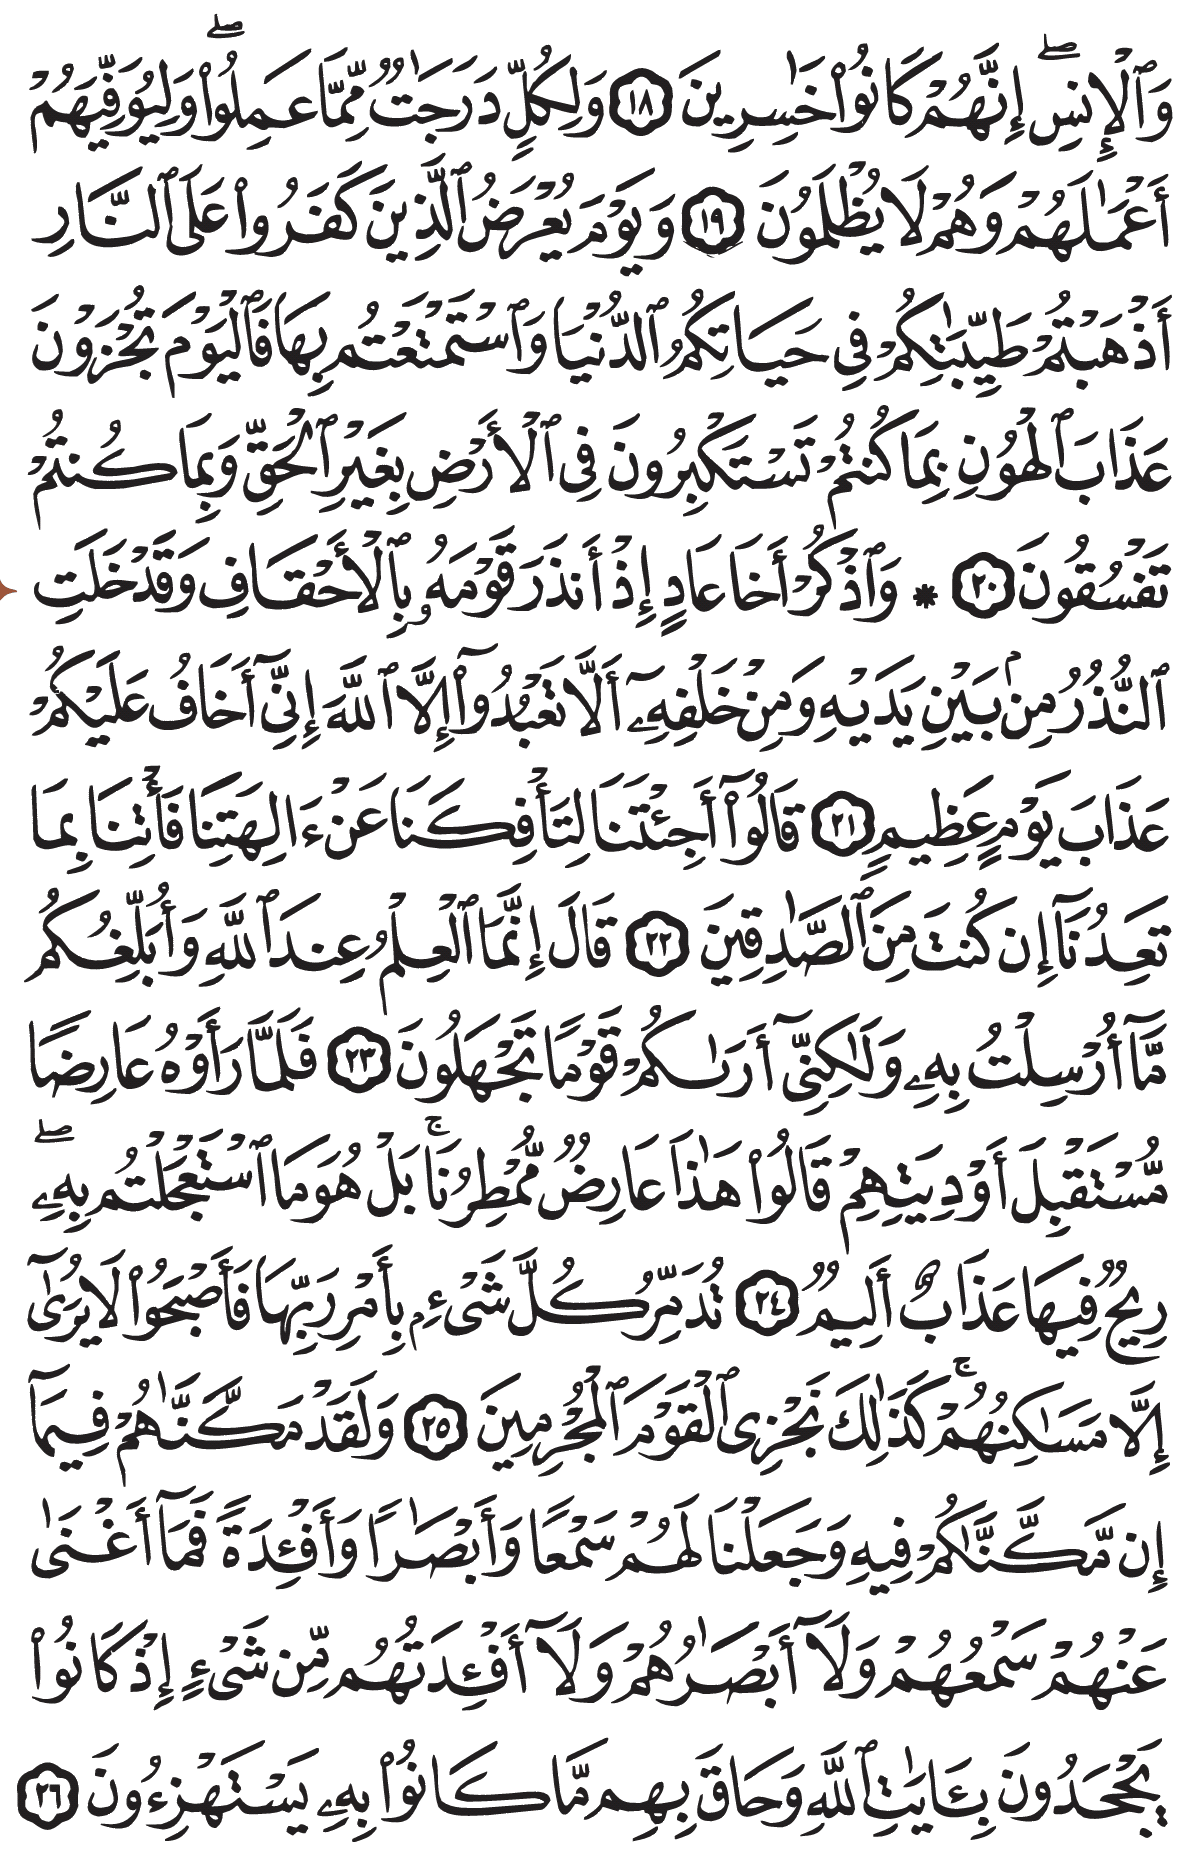 وَٱلۡإِنسِۖ إِنَّهُمۡ كَانُواْ خَٰسِرِينَ ١٨ وَلِكُلّٖ دَرَجَٰتٞ مِّمَّا عَمِلُواْۖ وَلِيُوَفِّيَهُمۡ
أَعۡمَٰلَهُمۡ وَهُمۡ لَا يُظۡلَمُونَ ١٩ وَيَوۡمَ يُعۡرَضُ ٱلَّذِينَ كَفَرُواْ عَلَى ٱلنَّارِ
أَذۡهَبۡتُمۡ طَيِّبَٰتِكُمۡ فِي حَيَاتِكُمُ ٱلدُّنۡيَا وَٱسۡتَمۡتَعۡتُم بِهَا فَٱلۡيَوۡمَ تُجۡزَوۡنَ
عَذَابَ ٱلۡهُونِ بِمَا كُنتُمۡ تَسۡتَكۡبِرُونَ فِي ٱلۡأَرۡضِ بِغَيۡرِ ٱلۡحَقِّ وَبِمَا كُنتُمۡ
تَفۡسُقُونَ ٢٠ * وَٱذۡكُرۡ أَخَا عَادٍ إِذۡ أَنذَرَ قَوۡمَهُۥ بِٱلۡأَحۡقَافِ وَقَدۡ خَلَتِ
ٱلنُّذُرُ مِنۢ بَيۡنِ يَدَيۡهِ وَمِنۡ خَلۡفِهِۦٓ أَلَّا تَعۡبُدُوٓاْ إِلَّا ٱللَّهَ إِنِّيٓ أَخَافُ عَلَيۡكُمۡ
عَذَابَ يَوۡمٍ عَظِيمٖ ٢١ قَالُوٓاْ أَجِئۡتَنَا لِتَأۡفِكَنَا عَنۡ ءَالِهَتِنَا فَأۡتِنَا بِمَا
تَعِدُنَآ إِن كُنتَ مِنَ ٱلصَّٰدِقِينَ ٢٢ قَالَ إِنَّمَا ٱلۡعِلۡمُ عِندَ ٱللَّهِ وَأُبَلِّغُكُم
مَّآ أُرۡسِلۡتُ بِهِۦ وَلَٰكِنِّيٓ أَرَىٰكُمۡ قَوۡمٗا تَجۡهَلُونَ ٢٣ فَلَمَّا رَأَوۡهُ عَارِضٗا
مُّسۡتَقۡبِلَ أَوۡدِيَتِهِمۡ قَالُواْ هَٰذَا عَارِضٞ مُّمۡطِرُنَاۚ بَلۡ هُوَ مَا ٱسۡتَعۡجَلۡتُم بِهِۦۖ
رِيحٞ فِيهَا عَذَابٌ أَلِيمٞ ٢٤ تُدَمِّرُ كُلَّ شَيۡءِۭ بِأَمۡرِ رَبِّهَا فَأَصۡبَحُواْ لَا يُرَىٰٓ
إِلَّا مَسَٰكِنُهُمۡۚ كَذَٰلِكَ نَجۡزِي ٱلۡقَوۡمَ ٱلۡمُجۡرِمِينَ ٢٥ وَلَقَدۡ مَكَّنَّٰهُمۡ فِيمَآ
إِن مَّكَّنَّٰكُمۡ فِيهِ وَجَعَلۡنَا لَهُمۡ سَمۡعٗا وَأَبۡصَٰرٗا وَأَفۡـِٔدَةٗ فَمَآ أَغۡنَىٰ
عَنۡهُمۡ سَمۡعُهُمۡ وَلَآ أَبۡصَٰرُهُمۡ وَلَآ أَفۡـِٔدَتُهُم مِّن شَيۡءٍ إِذۡ كَانُواْ
يَجۡحَدُونَ بِـَٔايَٰتِ ٱللَّهِ وَحَاقَ بِهِم مَّا كَانُواْ بِهِۦ يَسۡتَهۡزِءُونَ ٢٦